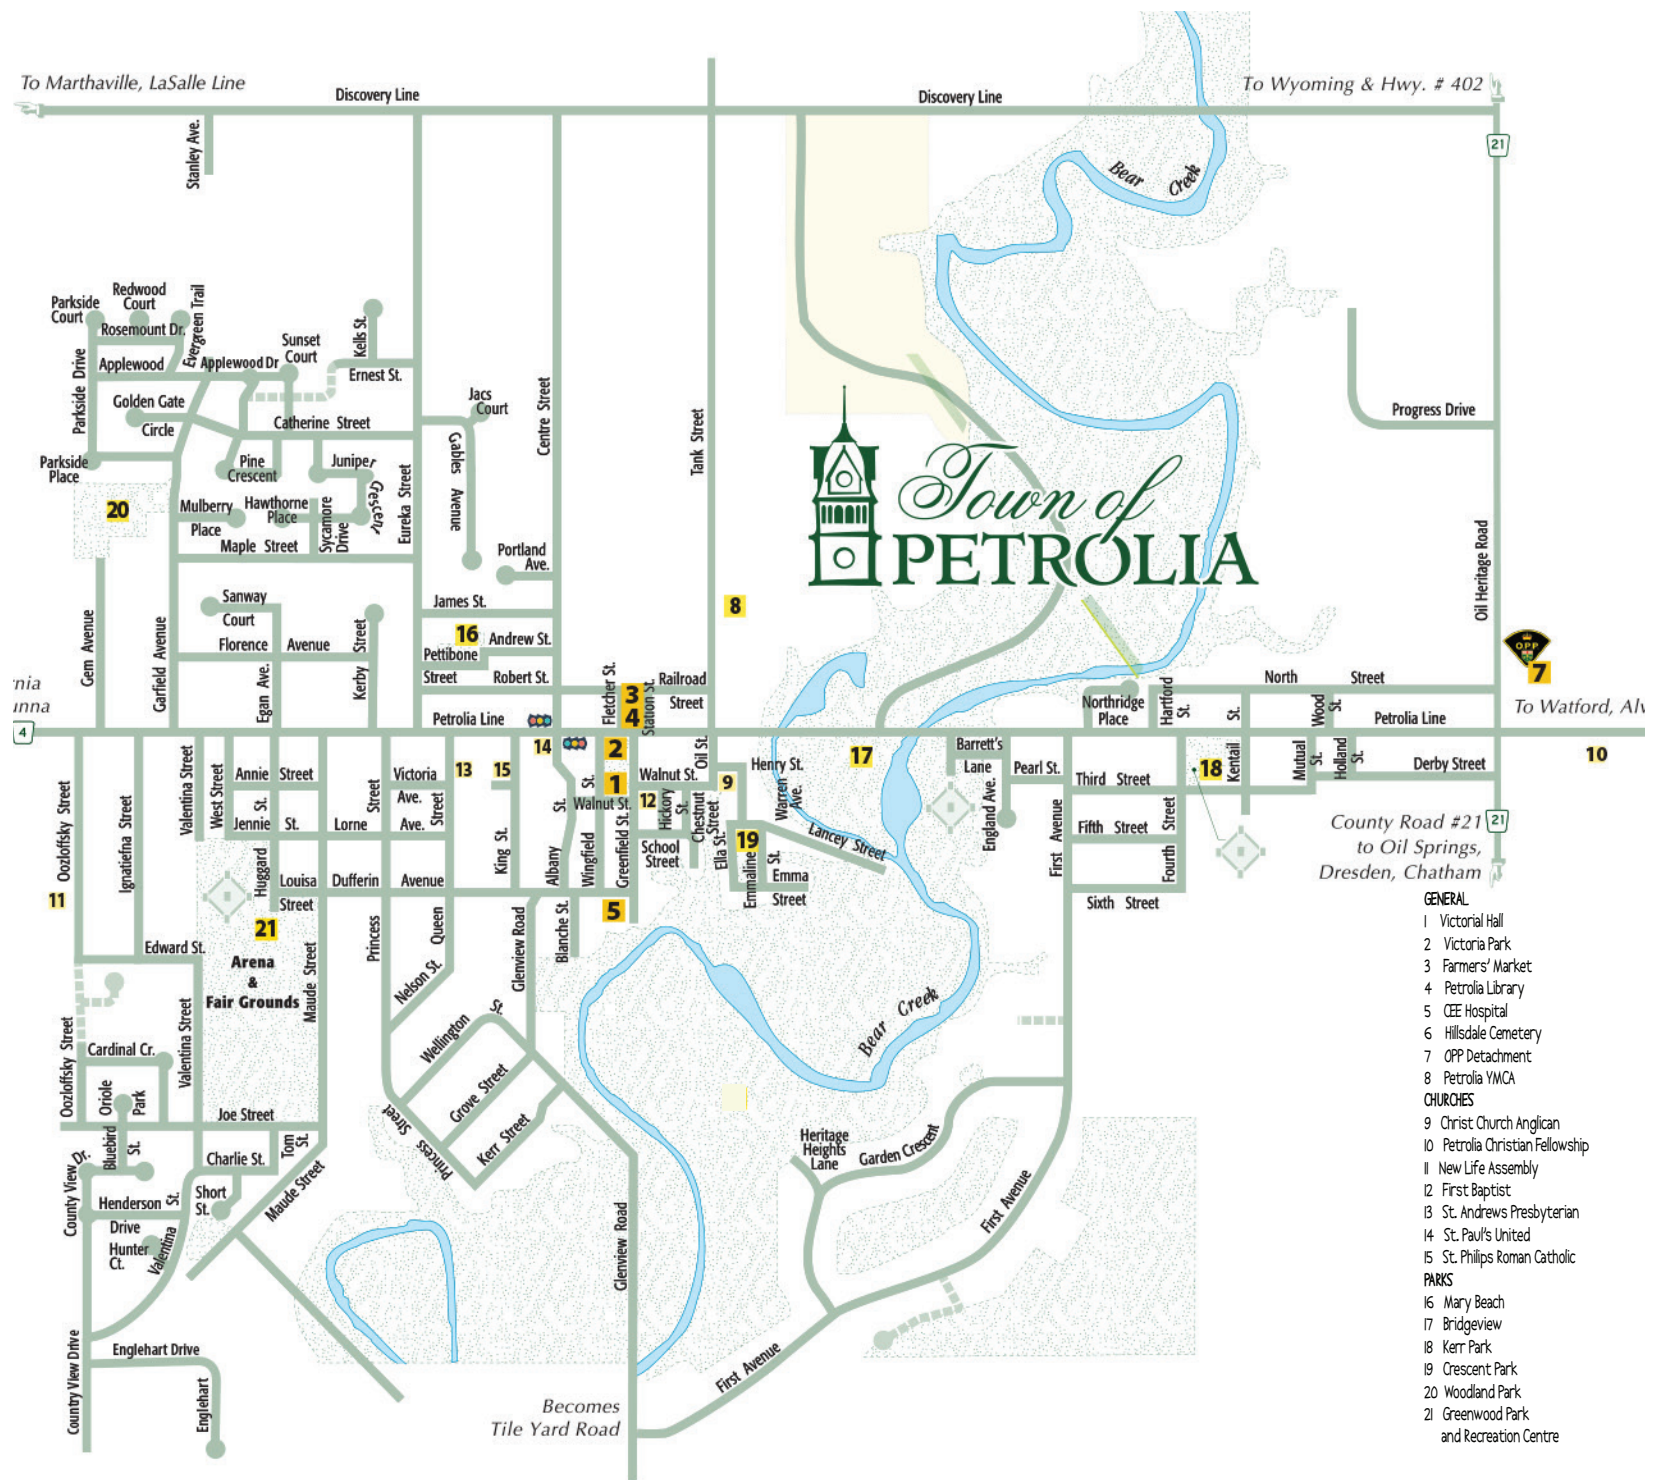 To Marthaville, LaSalle Line
Discovery Line
Discovery Line
To Wyoming & Hwy. # 402
21
Stanley Ave.
Bear Creek
Redwood
Court
Parkside
Court
Rosemount Dr.
Evergreen Trail
Sunset
Court
Kells St.
Applewood
Applewood Dr
Ernest St.
Parkside Drive
Golden Gate
Circle
Catherine Street
Jacs
Court
Centre Street
Tank Street
Progress Drive
Parkside
Place
Pine
Crescent
Juniper
Crescent
Gables Avenue
Eureka Street
20
Mulberry
Place
Hawthorne
Place
Sycamore
Drive
Maple Street
Portland
Ave.
Town of
PETROLIA
Oil Heritage Road
Gem Avenue
Garfield Avenue
Sanway
Court
James St.
8
Florence Avenue
Kerby Street
16
Andrew St.
Pettibone
Street
Robert St.
Egan Ave.
Fletcher St.
3
4
Station St.
Railroad
Street
O.P.P.
7
North Street
Northridge
Place
Hartford
St.
Wood
St.
rnia
unna
4
Petrolia Line
Petrolia Line
To Watford, Alv
10
Oozloffsky Street
Ignatiefna Street
Valentina Street
West Street
Annie Street
Victoria
Ave.
13
15
14
2
1
Oil St.
Walnut St.
Henry St.
9
17
Barrett's
Lane
Pearl St.
Third Street
18
Kentail
St.
Mutual
St.
Holland
St.
Derby Street
Jennie St.
St.
Lorne Ave.
Street
Street
King St.
Albany
St.
Wingfield
St.
Walnut St.
12
Hickory
St.
Chestnut
Street
Warren
Ave.
England Ave.
First Avenue
Fifth Street
Fourth Street
County Road #21
to Oil Springs,
Dresden, Chatham
21
Greenfield St.
School
Street
Ella St.
19
Lancey Street
Emmaline
St.
Emma
Street
Sixth Street
11
Huggard
Louisa
Street
Dufferin Avenue
5
21
Arena
&
Fair Grounds
Edward St.
Maude Street
Princess
Queen
Nelson St.
Glenview Road
Blanche St.
Oozloffsky Street
Valentina Street
Cardinal Cr.
Oriole
Park
Wellington St.
Grove Street
Kerr Street
Princess Street
Bear Creek
Joe Street
Bluebird
St.
Tom
St.
Charlie St.
County View Dr.
Henderson
Drive
St.
Short
St.
Maude Street
Hunter
Ct.
Valentina
Heritage
Heights
Lane
Garden Crescent
First Avenue
Glenview Road
Country View Drive
Englehart Drive
Englehart
First Avenue
Becomes
Tile Yard Road
GENERAL
1 Victorial Hall
2 Victoria Park
3 Farmers' Market
4 Petrolia Library
5 CEE Hospital
6 Hillsdale Cemetery
7 OPP Detachment
8 Petrolia YMCA
CHURCHES
9 Christ Church Anglican
10 Petrolia Christian Fellowship
11 New Life Assembly
12 First Baptist
13 St. Andrews Presbyterian
14 St. Paul's United
15 St. Philips Roman Catholic
PARKS
16 Mary Beach
17 Bridgeview
18 Kerr Park
19 Crescent Park
20 Woodland Park
21 Greenwood Park
and Recreation Centre